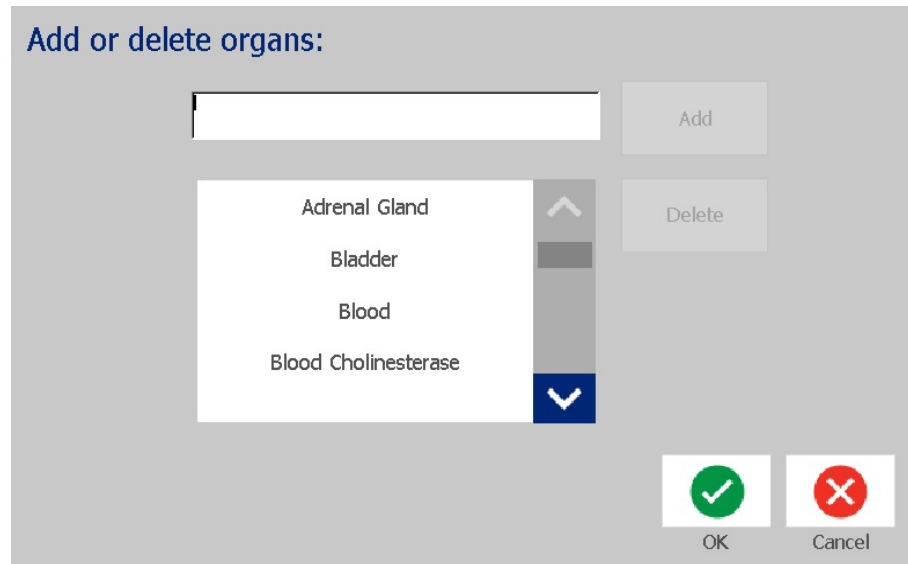 Add or delete organs:
Add
Adrenal Gland
Delete
Bladder
Blood
Blood Cholinesterase
OK
Cancel